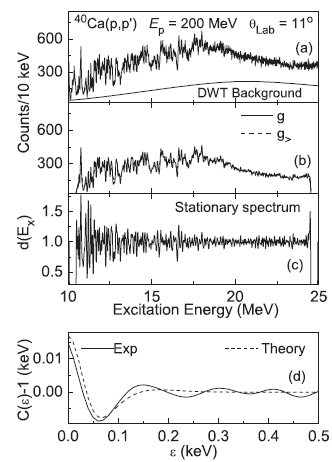 ⁴⁰Ca(p,p') Eₚ = 200 MeV θLab = 11°
600
(a)
300
DWT Background
Counts/10 keV
600
g
g>
300
(b)
Stationary spectrum
1.5
d(Eₓ)
1.0
0.5
(c)
10 15 20 25
Excitation Energy (MeV)
Exp Theory
0.01
C(ε)-1 (keV)
(d)
0.00
0.0 0.1 0.2 0.3 0.4 0.5
ε (keV)